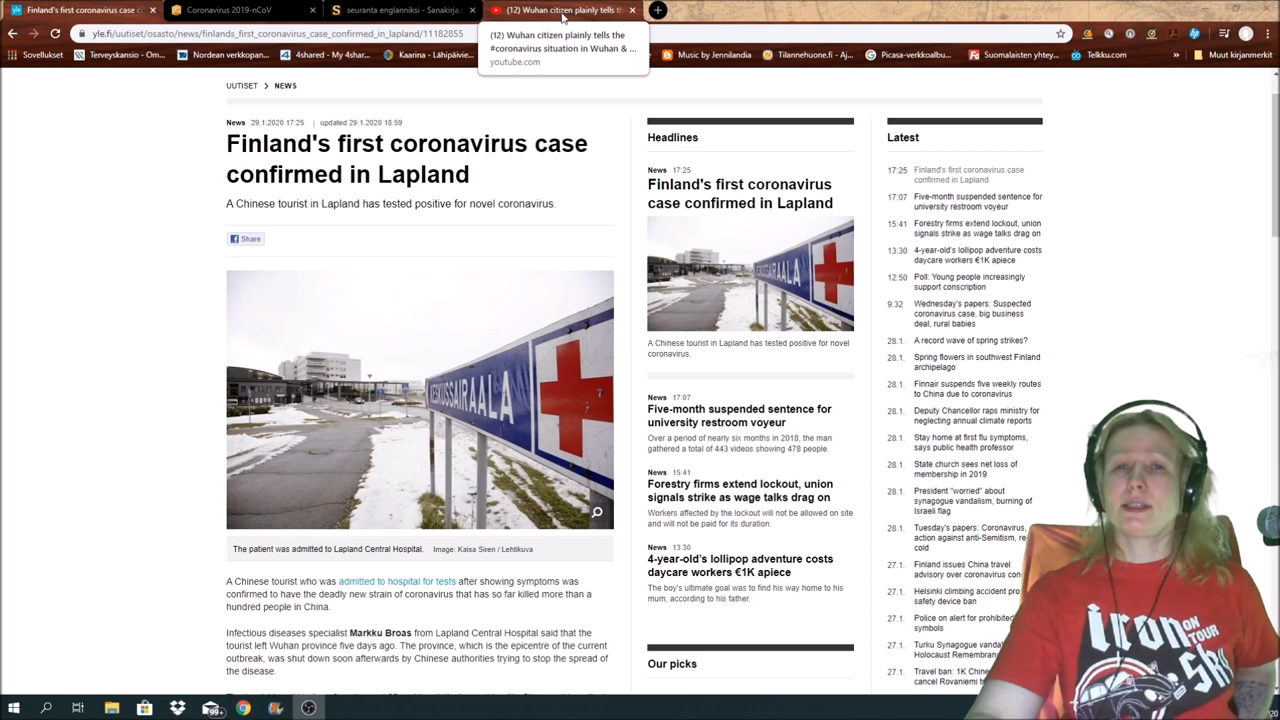 Finland's first coronavirus case c
Coronavirus 2019-nCoV
seuranta englanniksi - Sanakirja
(12) Wuhan citizen plainly tells th
yle.fi/uutiset/osasto/news/finlands_first_coronavirus_case_confirmed_in_lapland/11182855
(12) Wuhan citizen plainly tells the
#coronavirus situation in Wuhan & ...
youtube.com
Sovellukset
Terveyskyselyt
Nordean verkkopan...
4shared - My 4shar...
Kaarina - Lähipalve...
Music by Jennilandia
Tilannehuone.fi - Aj...
Picasa-verkkoalbu...
Suomalaisten yhtey...
Telkku.com
»
Muut kirjanmerkit
UUTISET > NEWS
News 29.1.2020 17:25 | updated 29.1.2020 18:59
Finland's first coronavirus case
confirmed in Lapland
A Chinese tourist in Lapland has tested positive for novel coronavirus.
Share
KESKUSSAIRAALA
The patient was admitted to Lapland Central Hospital. Image: Kaisa Siren / Lehtikuva
A Chinese tourist who was admitted to hospital for tests after showing symptoms was
confirmed to have the deadly new strain of coronavirus that has so far killed more than a
hundred people in China.
Infectious diseases specialist Markku Broas from Lapland Central Hospital said that the
tourist left Wuhan province five days ago. The province, which is the epicentre of the current
outbreak, was shut down soon afterwards by Chinese authorities trying to stop the spread of
the disease.
Headlines
News 17:25
Finland's first coronavirus
case confirmed in Lapland
A Chinese tourist in Lapland has tested positive for novel
coronavirus.
News 17:07
Five-month suspended sentence for
university restroom voyeur
Over a period of nearly six months in 2018, the man
gathered a total of 443 videos showing 478 people.
News 15:41
Forestry firms extend lockout, union
signals strike as wage talks drag on
Workers affected by the lockout will not be allowed on site
and will not be paid for its duration.
News 13:30
4-year-old's lollipop adventure costs
daycare workers €1K apiece
The boy's ultimate goal was to find his way home to his
mum, according to his father.
Our picks
Latest
17:25 Finland's first coronavirus case
confirmed in Lapland
17:07 Five-month suspended sentence for
university restroom voyeur
15:41 Forestry firms extend lockout, union
signals strike as wage talks drag on
13:30 4-year-old's lollipop adventure costs
daycare workers €1K apiece
12:50 Poll: Young people increasingly
support conscription
9:32 Wednesday's papers: Suspected
coronavirus case, big business
deal, rural babies
28.1. A record wave of spring strikes?
28.1. Spring flowers in southwest Finland
archipelago
28.1. Finnair suspends five weekly routes
to China due to coronavirus
28.1. Deputy Chancellor raps ministry for
neglecting annual climate reports
28.1. Stay home at first flu symptoms,
says public health professor
28.1. State church sees net loss of
membership in 2019
28.1. President "worried" about
synagogue vandalism, burning of
Israeli flag
28.1. Tuesday's papers: Coronavirus,
action against anti-Semitism, re
cold
27.1. Finland issues China travel
advisory over coronavirus con
27.1. Helsinki climbing accident pro
safety device ban
27.1. Police on alert for prohibited
symbols
27.1. Turku Synagogue vanda
Holocaust Remembran
27.1. Travel ban: 1K Chine
cancel Rovaniemi tr
iron
ON
TOUR
99+